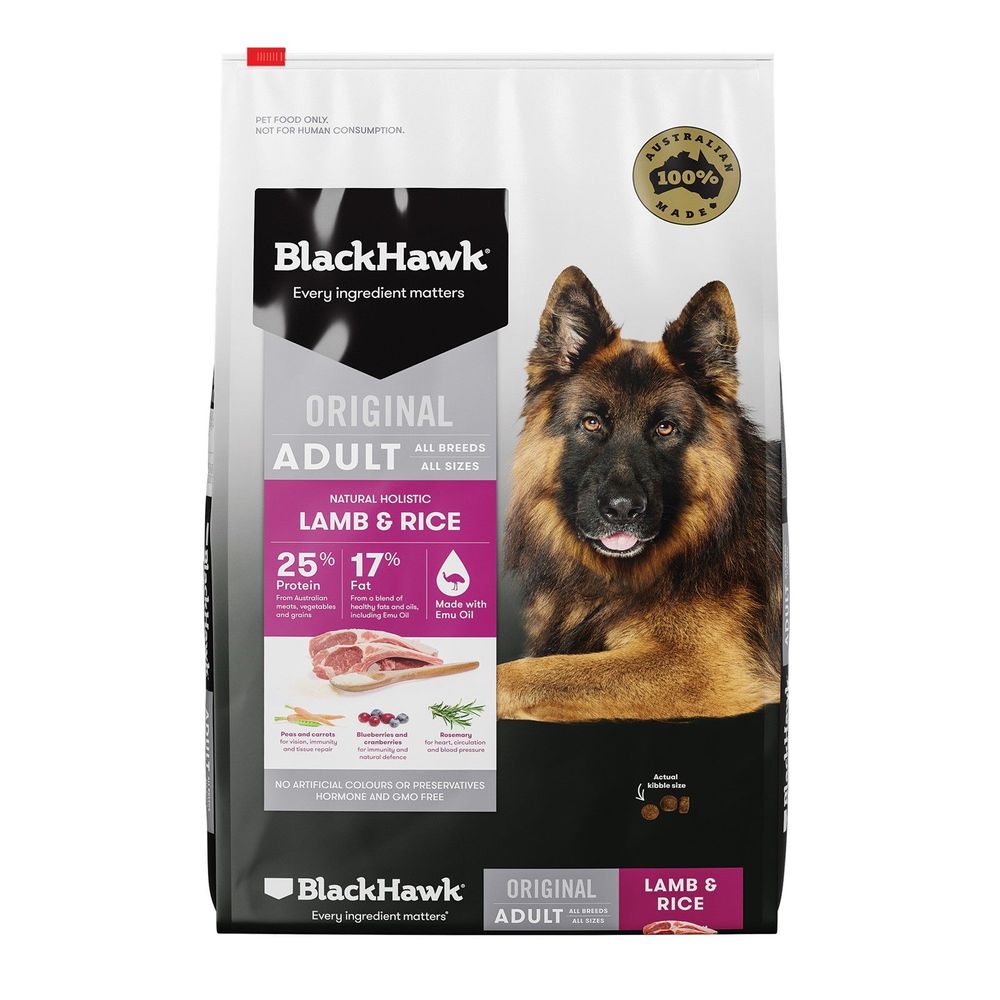 PET FOOD ONLY.
NOT FOR HUMAN CONSUMPTION.
AUSTRALIAN
100%
MADE
BlackHawk®
Every ingredient matters
ORIGINAL
ADULT
ALL BREEDS
ALL SIZES
NATURAL HOLISTIC
LAMB & RICE
25%
Protein
From Australian
meats, vegetables
and grains
17%
Fat
From a blend of
healthy fats and oils,
including Emu Oil
Made with
Emu Oil
Peas and carrots
for vision, immunity
and tissue repair
Blueberries and
cranberries
for immunity and
natural defence
Rosemary
for heart, circulation
and blood pressure
NO ARTIFICIAL COLOURS OR PRESERVATIVES
HORMONE AND GMO FREE
Actual
kibble size
BlackHawk®
Every ingredient matters®
ORIGINAL
ADULT
ALL BREEDS
ALL SIZES
LAMB &
RICE
BlackHawk
ADULT
ADULT
BlackHawk